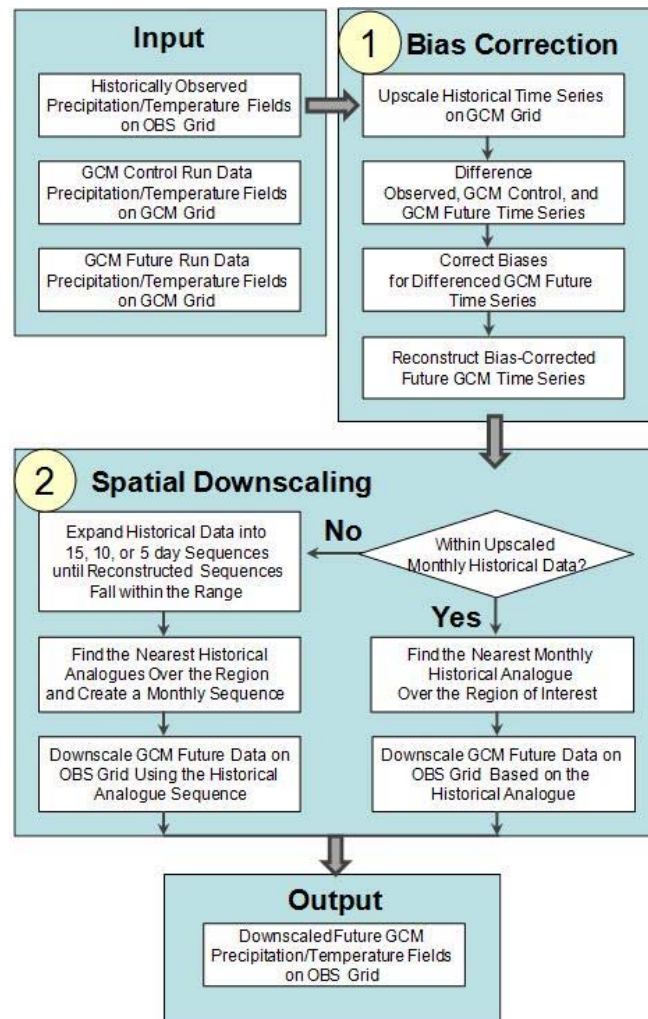 Input
Historically Observed
Precipitation/Temperature Fields
on OBS Grid
GCM Control Run Data
Precipitation/Temperature Fields
on GCM Grid
GCM Future Run Data
Precipitation/Temperature Fields
on GCM Grid
1
Bias Correction
Upscale Historical Time Series
on GCM Grid
Difference
Observed, GCM Control, and
GCM Future Time Series
Correct Biases
for Differenced GCM Future
Time Series
Reconstruct Bias-Corrected
Future GCM Time Series
2
Spatial Downscaling
Within Upscaled
Monthly Historical Data?
No
Expand Historical Data into
15, 10, or 5 day Sequences
until Reconstructed Sequences
Fall within the Range
Find the Nearest Historical
Analogues Over the Region
and Create a Monthly Sequence
Downscale GCM Future Data on
OBS Grid Using the Historical
Analogue Sequence
Yes
Find the Nearest Monthly
Historical Analogue
Over the Region of Interest
Downscale GCM Future Data on
OBS Grid Based on the
Historical Analogue
Output
Downscaled Future GCM
Precipitation/Temperature Fields
on OBS Grid